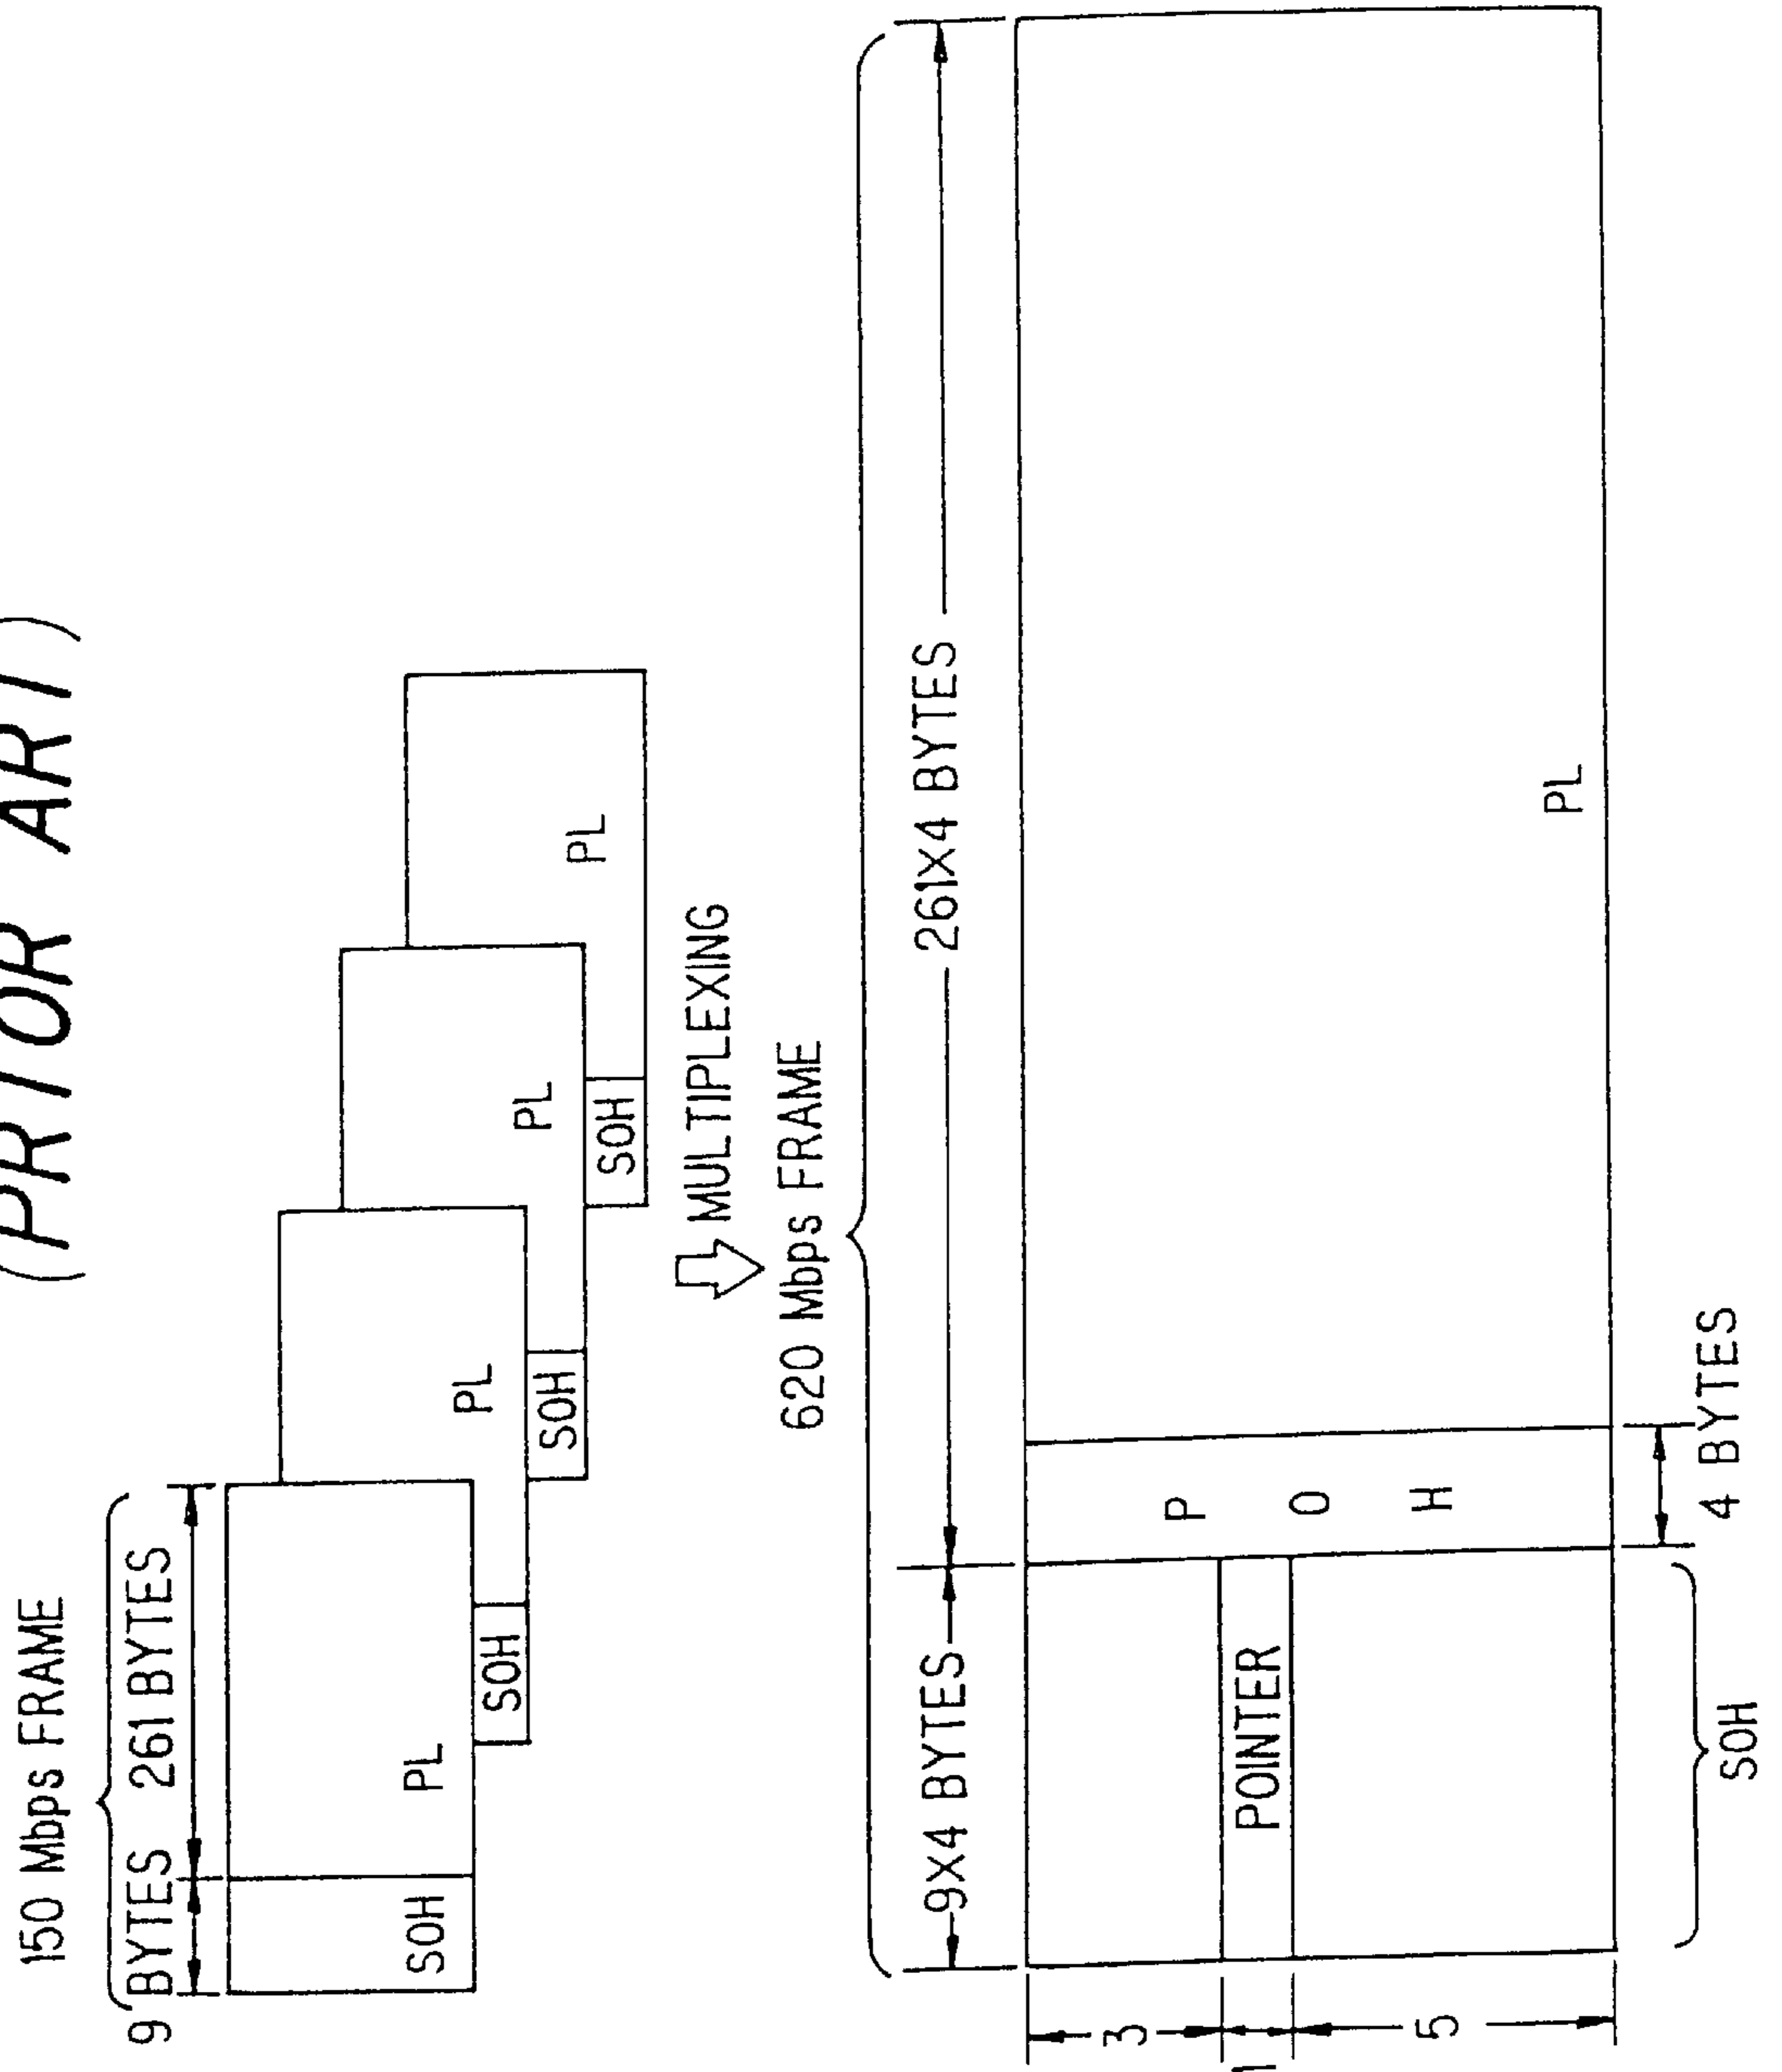 (PRIOR ART)
150 Mbps FRAME
9 BYTES 261 BYTES
SOH PL
SOH PL
SOH PL
SOH PL
MULTIPLEXING
620 Mbps FRAME
9X4 BYTES 261X4 BYTES
3
1
5
POINTER
P
O
H
PL
4 BYTES
SOH